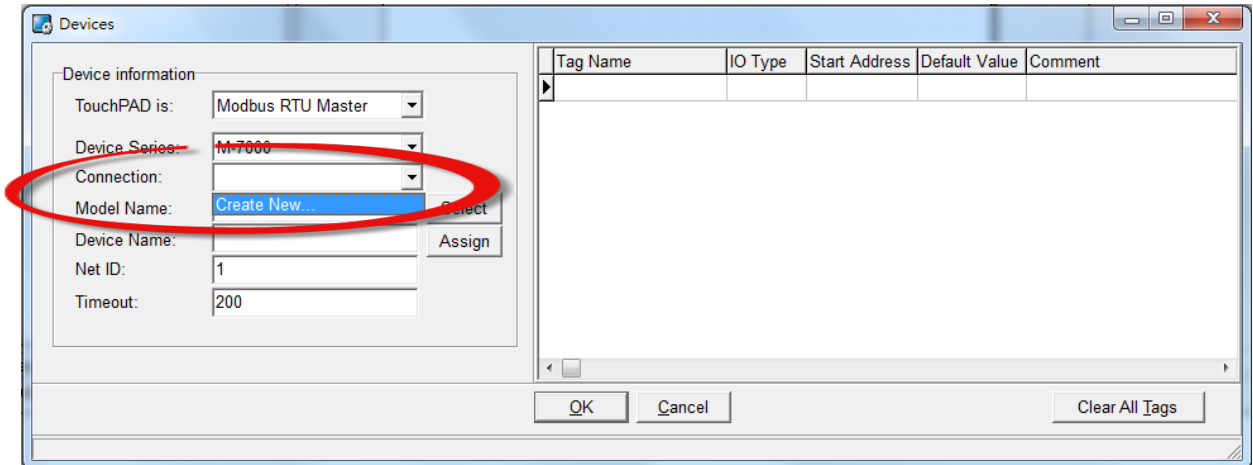 Devices
Device information
TouchPAD is: Modbus RTU Master
Device Series: M-7000
Connection:
Model Name: Create New... Select
Device Name: Assign
Net ID: 1
Timeout: 200
Tag Name IO Type Start Address Default Value Comment
OK Cancel Clear All Tags